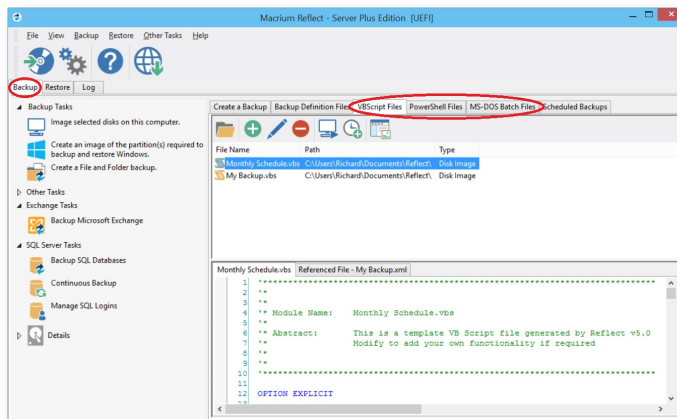 Macrium Reflect - Server Plus Edition [UEFI]
File View Backup Restore Other Tasks Help
Backup Restore Log
Backup Tasks
Image selected disks on this computer.
Create an image of the partition(s) required to
backup and restore Windows.
Create a File and Folder backup.
Other Tasks
Exchange Tasks
Backup Microsoft Exchange
SQL Server Tasks
Backup SQL Databases
Continuous Backup
Manage SQL Logins
Details
Create a Backup Backup Definition Files VBScript Files PowerShell Files MS-DOS Batch Files Scheduled Backups
File Name Path Type
Monthly Schedule.vbs C:\Users\Richard\Documents\Reflect\ Disk Image
My Backup.vbs C:\Users\Richard\Documents\Reflect\ Disk Image
Monthly Schedule.vbs Referenced File - My Backup.xml
1 '******************************************************************************
2 '*
3 '*
4 '* Module Name: Monthly Schedule.vbs
5 '*
6 '* Abstract: This is a template VB Script file generated by Reflect v5.0
7 '* Modify to add your own functionality if required
8 '*
9 '*
10 '******************************************************************************
11
12 OPTION EXPLICIT
13